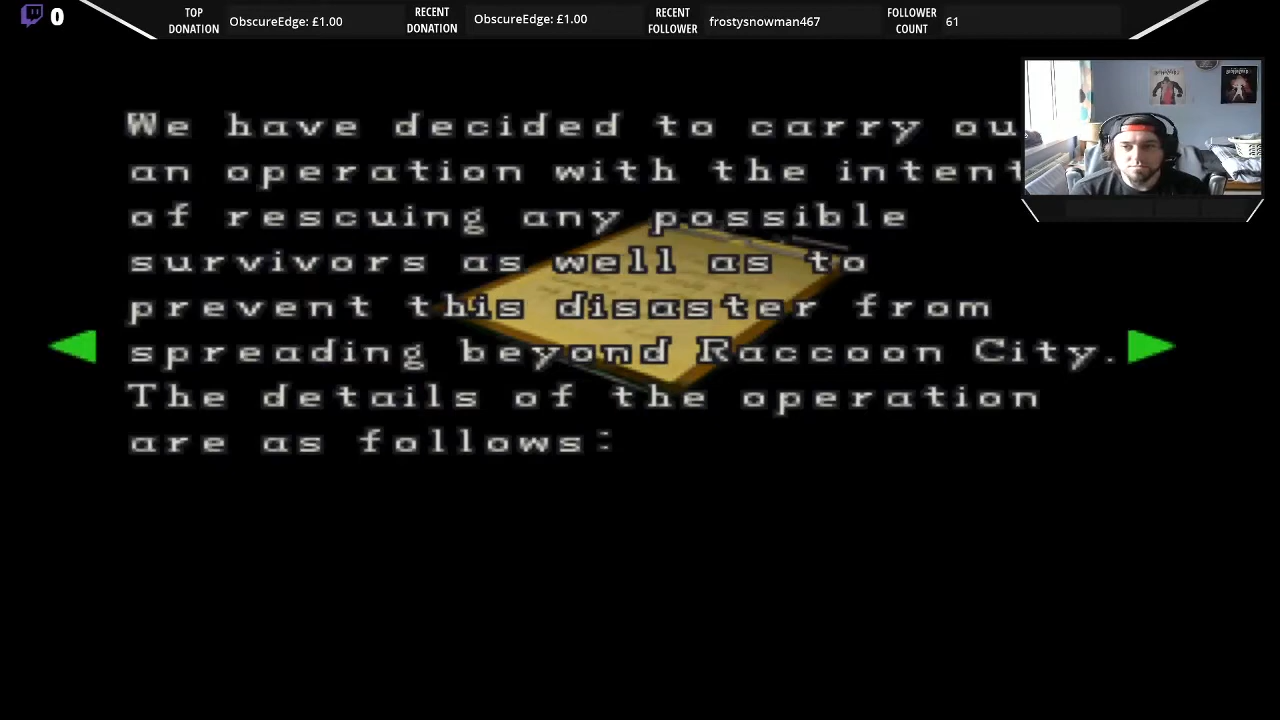 0
TOP DONATION
ObscureEdge: £1.00
RECENT DONATION
ObscureEdge: £1.00
RECENT FOLLOWER
frostysnowman467
FOLLOWER COUNT
61
We have decided to carry ou
an operation with the intent
of rescuing any possible
survivors as well as to
prevent this disaster from
spreading beyond Raccoon City.
The details of the operation
are as follows: